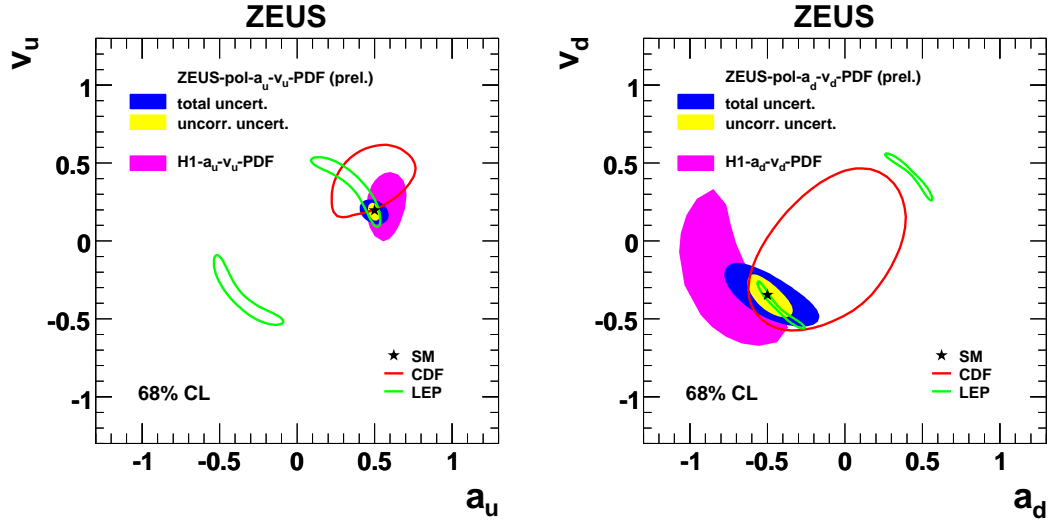 ZEUS
v_u
ZEUS-pol-a_u-v_u-PDF (prel.)
total uncert.
uncorr. uncert.
H1-a_u-v_u-PDF
1
0.5
0
-0.5
-1
SM
CDF
LEP
68% CL
-1
-0.5
0
0.5
1
a_u
ZEUS
v_d
ZEUS-pol-a_d-v_d-PDF (prel.)
total uncert.
uncorr. uncert.
H1-a_d-v_d-PDF
1
0.5
0
-0.5
-1
SM
CDF
LEP
68% CL
-1
-0.5
0
0.5
1
a_d